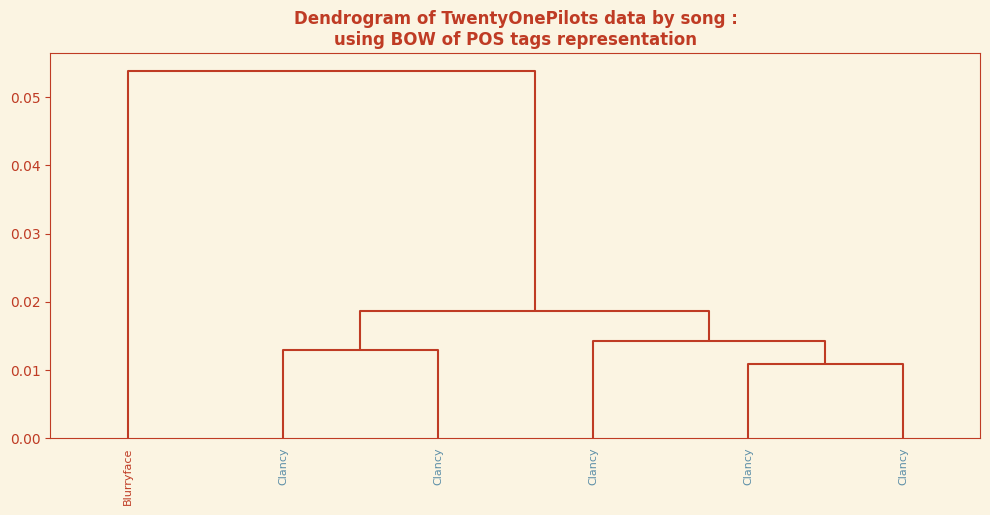 Dendrogram of TwentyOnePilots data by song :
using BOW of POS tags representation
0.05
0.04
0.03
0.02
0.01
0.00
Blurryface
Clancy
Clancy
Clancy
Clancy
Clancy